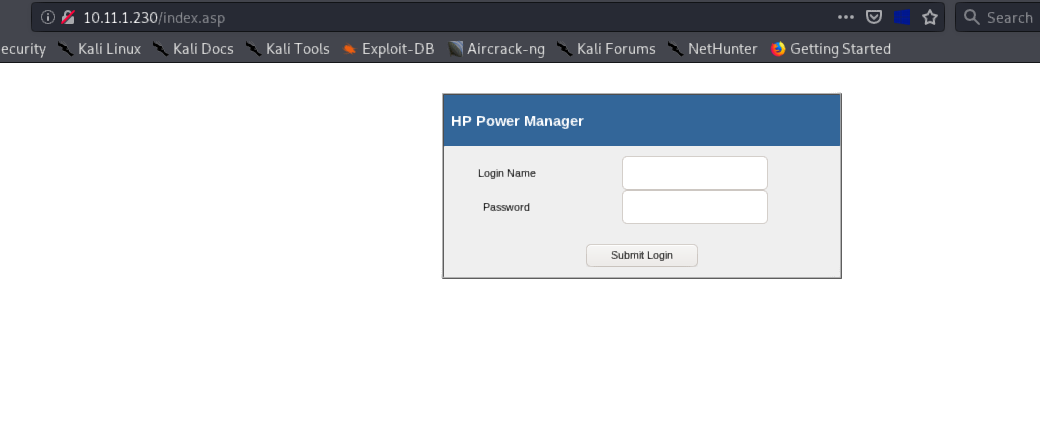 10.11.1.230/index.asp
Search
ecurity Kali Linux Kali Docs Kali Tools Exploit-DB Aircrack-ng Kali Forums NetHunter Getting Started
HP Power Manager
Login Name
Password
Submit Login